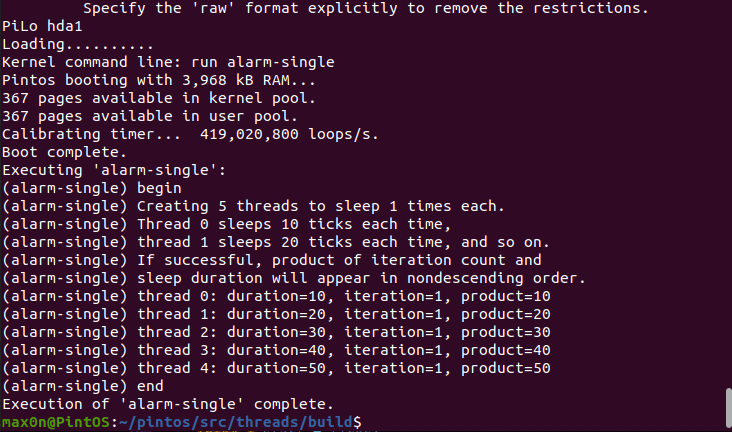 Specify the 'raw' format explicitly to remove the restrictions.
PiLo hda1
Loading..........
Kernel command line: run alarm-single
Pintos booting with 3,968 kB RAM...
367 pages available in kernel pool.
367 pages available in user pool.
Calibrating timer...  419,020,800 loops/s.
Boot complete.
Executing 'alarm-single':
(alarm-single) begin
(alarm-single) Creating 5 threads to sleep 1 times each.
(alarm-single) Thread 0 sleeps 10 ticks each time,
(alarm-single) thread 1 sleeps 20 ticks each time, and so on.
(alarm-single) If successful, product of iteration count and
(alarm-single) sleep duration will appear in nondescending order.
(alarm-single) thread 0: duration=10, iteration=1, product=10
(alarm-single) thread 1: duration=20, iteration=1, product=20
(alarm-single) thread 2: duration=30, iteration=1, product=30
(alarm-single) thread 3: duration=40, iteration=1, product=40
(alarm-single) thread 4: duration=50, iteration=1, product=50
(alarm-single) end
Execution of 'alarm-single' complete.
max0n@PintOS:~/pintos/src/threads/build$